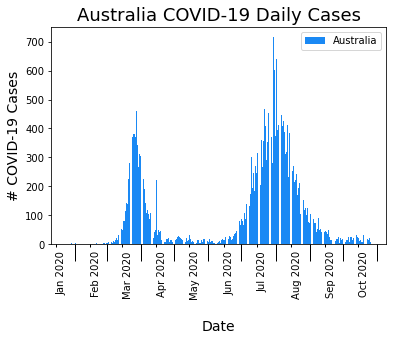 Australia COVID-19 Daily Cases
Australia
# COVID-19 Cases
700
600
500
400
300
200
100
0
Jan 2020
Feb 2020
Mar 2020
Apr 2020
May 2020
Jun 2020
Jul 2020
Aug 2020
Sep 2020
Oct 2020
Date